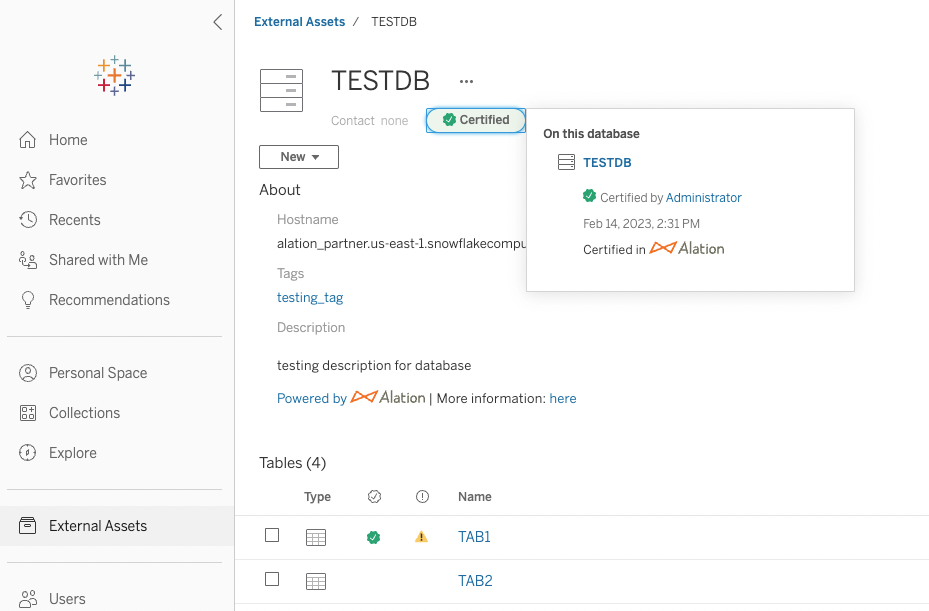 External Assets / TESTDB
TESTDB ...
Contact none
Certified
On this database
TESTDB
Certified by Administrator
Feb 14, 2023, 2:31 PM
Certified in Alation
New
About
Hostname
alation_partner.us-east-1.snowflakecompu
Tags
testing_tag
Description
testing description for database
Powered by Alation | More information: here
Tables (4)
Type Name
TAB1
TAB2
Home
Favorites
Recents
Shared with Me
Recommendations
Personal Space
Collections
Explore
External Assets
Users